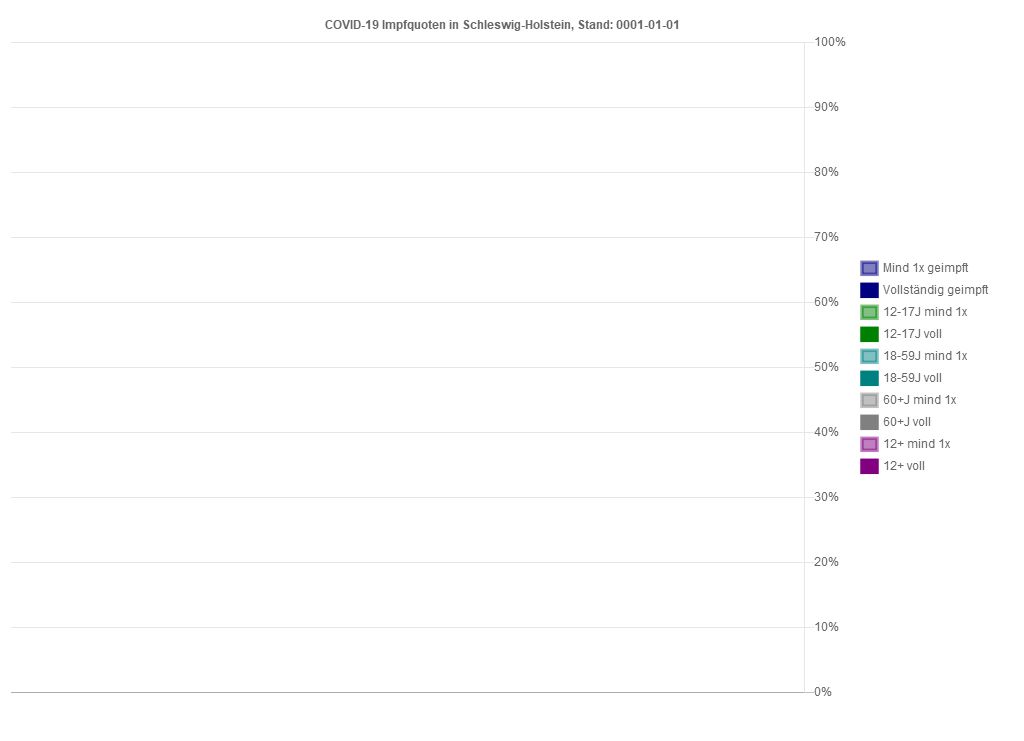 COVID-19 Impfquoten in Schleswig-Holstein, Stand: 0001-01-01
100%
90%
80%
70%
60%
50%
40%
30%
20%
10%
0%
Mind 1x geimpft
Vollständig geimpft
12-17J mind 1x
12-17J voll
18-59J mind 1x
18-59J voll
60+J mind 1x
60+J voll
12+ mind 1x
12+ voll